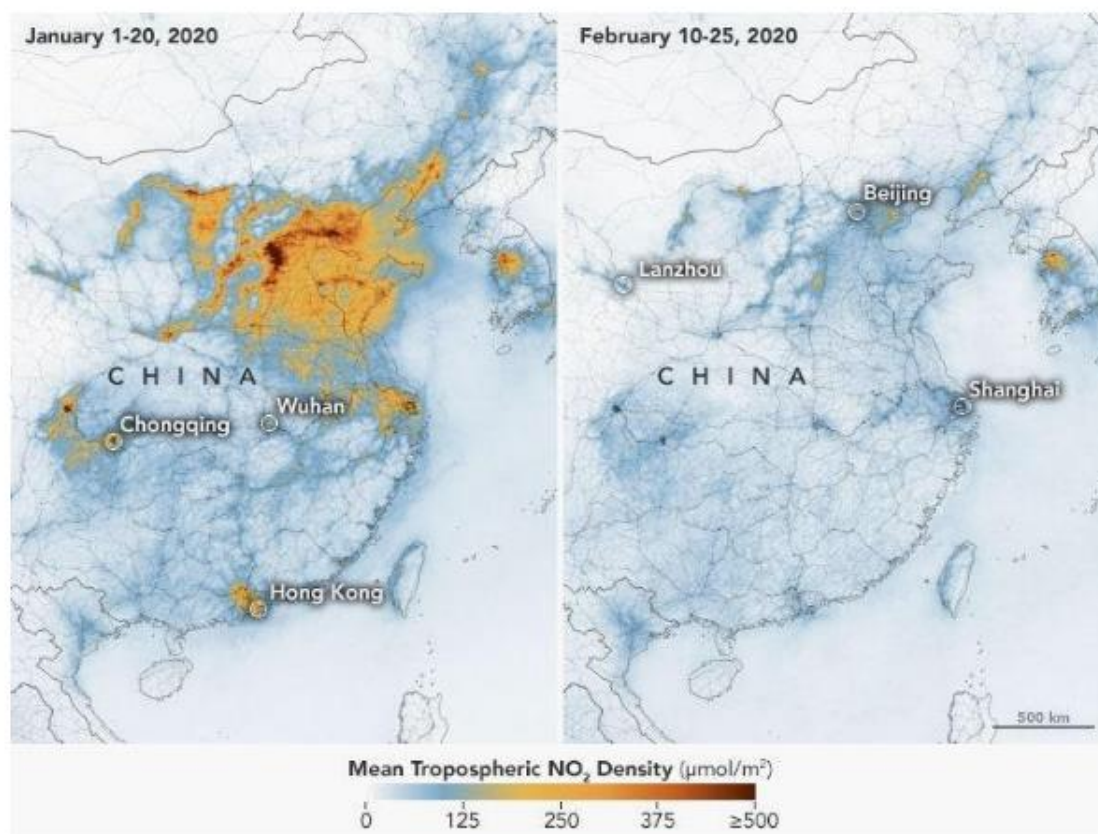 January 1-20, 2020
CHINA
Wuhan
Chongqing
Hong Kong
February 10-25, 2020
Beijing
Lanzhou
CHINA
Shanghai
500 km
Mean Tropospheric NO₂ Density (µmol/m²)
0 125 250 375 ≥500